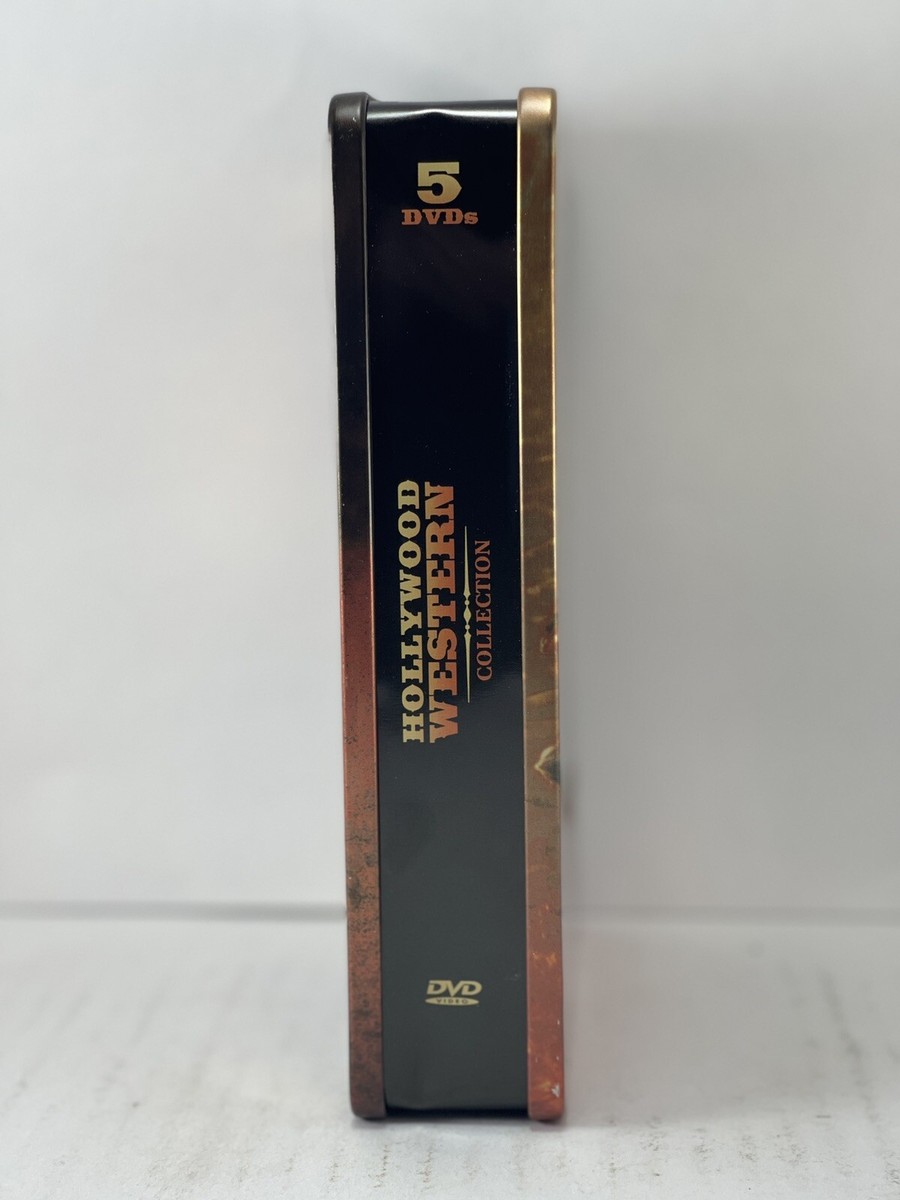 5
DVDs
HOLLYWOOD
WESTERN
COLLECTION
DVD
VIDEO